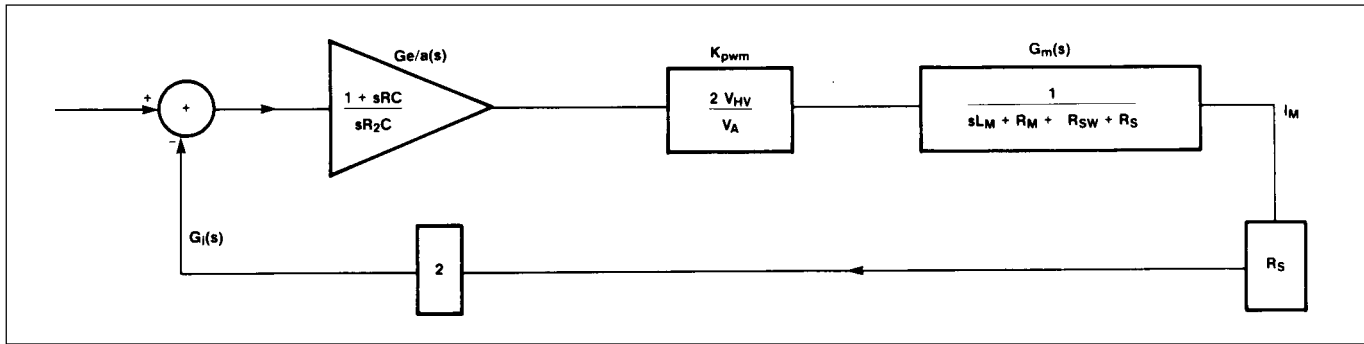 Ge/a(s)
Kpwm
Gm(s)
+
+
−
1 + sRC
sR2C
2 VHV
VA
1
sLM + RM + RSW + RS
IM
Gi(s)
2
RS